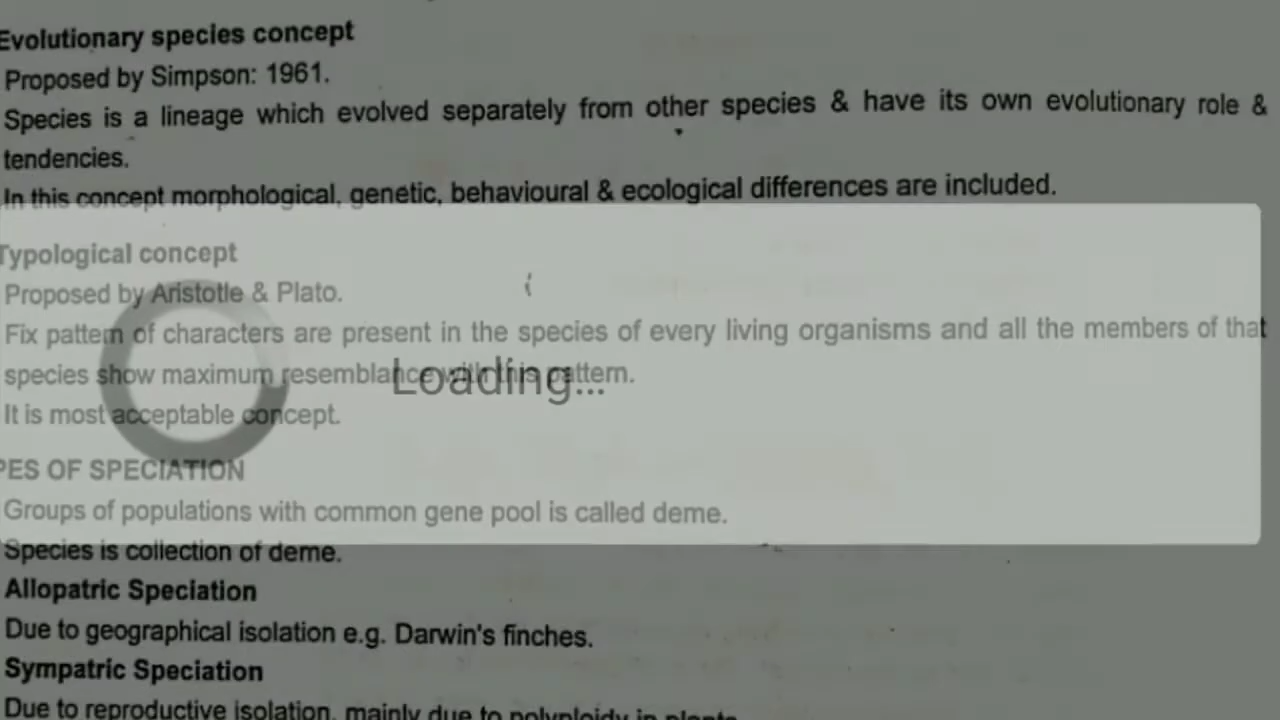 Evolutionary species concept
Proposed by Simpson: 1961.
Species is a lineage which evolved separately from other species & have its own evolutionary role &
tendencies.
In this concept morphological, genetic, behavioural & ecological differences are included.
Typological concept
Proposed by Aristotle & Plato.
Fix pattern of characters are present in the species of every living organisms and all the members of that
species show maximum resemblance with this pattern.
Loading...
It is most acceptable concept.
PES OF SPECIATION
Groups of populations with common gene pool is called deme.
Species is collection of deme.
Allopatric Speciation
Due to geographical isolation e.g. Darwin's finches.
Sympatric Speciation
Due to reproductive isolation, mainly due to polyploidy in plants